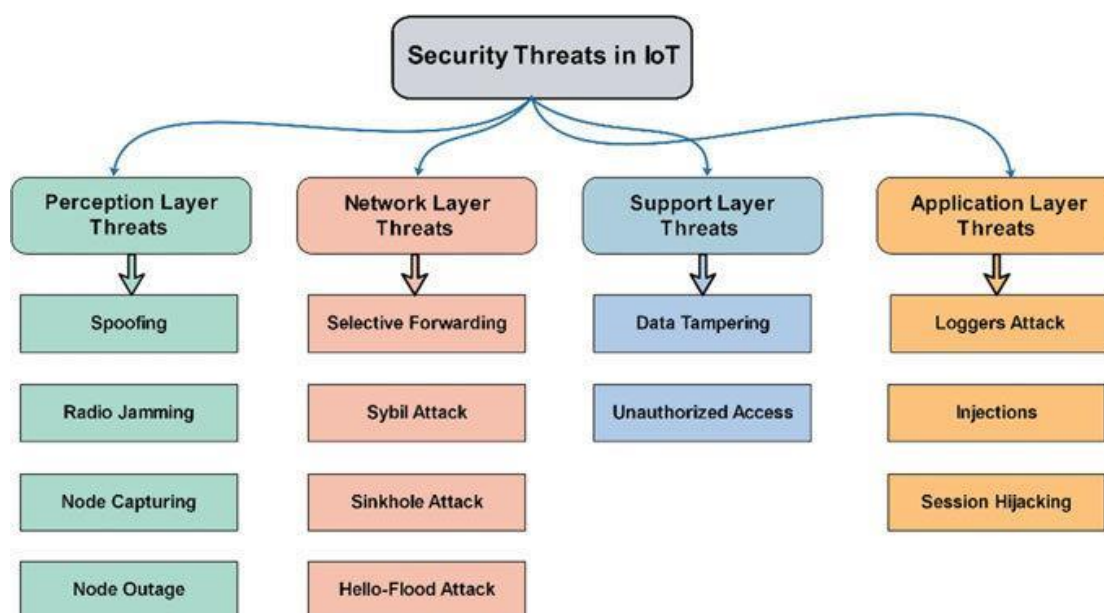 Security Threats in IoT
Perception Layer
Threats
Network Layer
Threats
Support Layer
Threats
Application Layer
Threats
Spoofing
Selective Forwarding
Data Tampering
Loggers Attack
Radio Jamming
Sybil Attack
Unauthorized Access
Injections
Node Capturing
Sinkhole Attack
Session Hijacking
Node Outage
Hello-Flood Attack